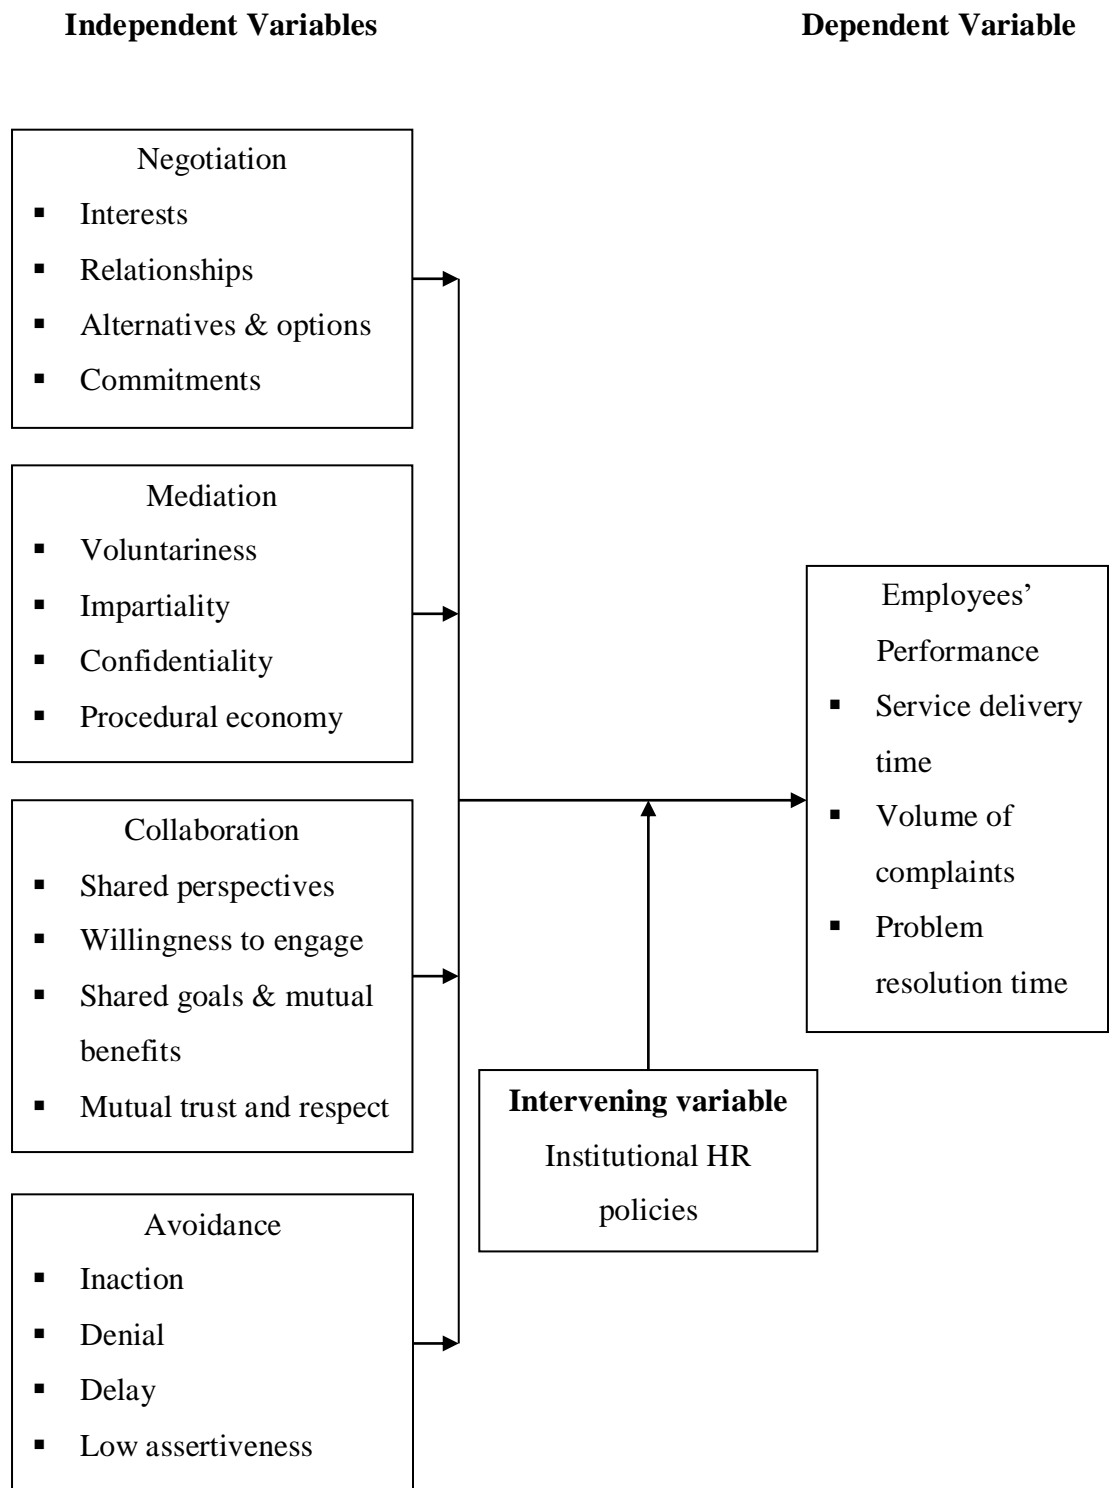 Independent Variables
Dependent Variable
Negotiation
▪ Interests
▪ Relationships
▪ Alternatives & options
▪ Commitments
Mediation
▪ Voluntariness
▪ Impartiality
▪ Confidentiality
▪ Procedural economy
Collaboration
▪ Shared perspectives
▪ Willingness to engage
▪ Shared goals & mutual
benefits
▪ Mutual trust and respect
Avoidance
▪ Inaction
▪ Denial
▪ Delay
▪ Low assertiveness
Intervening variable
Institutional HR
policies
Employees’
Performance
▪ Service delivery
time
▪ Volume of
complaints
▪ Problem
resolution time